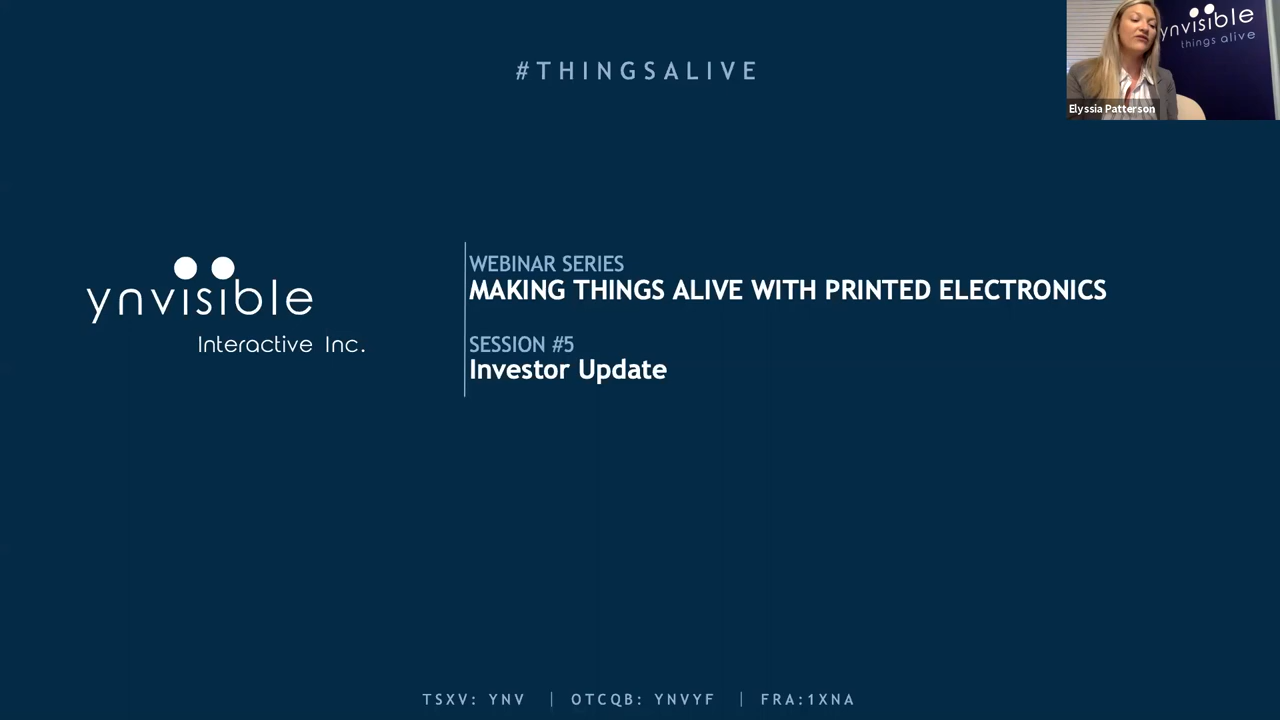 #THINGSALIVE
ynvisible
things alive
Elyssia Patterson
ynvisible
Interactive Inc.
WEBINAR SERIES
MAKING THINGS ALIVE WITH PRINTED ELECTRONICS
SESSION #5
Investor Update
TSXV: YNV | OTCQB: YNVYF | FRA:1XNA